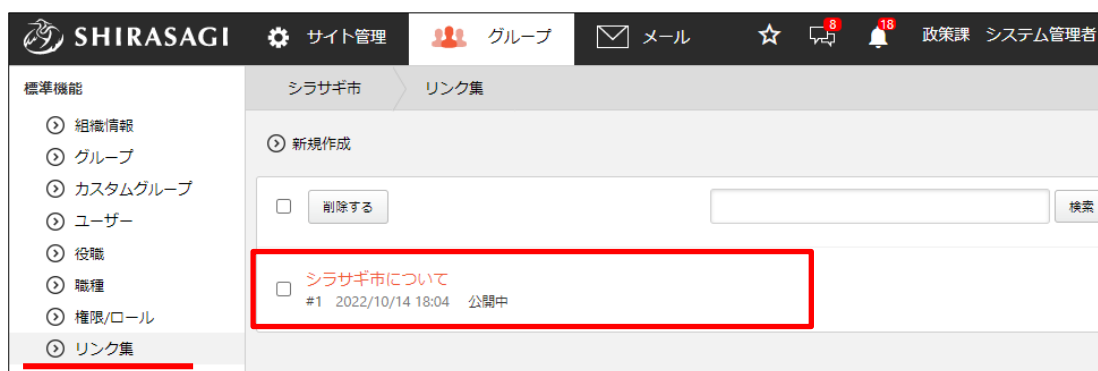 SHIRASAGI サイト管理 グループ メール 8 18 政策課 システム管理者
標準機能
組織情報
グループ
カスタムグループ
ユーザー
役職
職種
権限/ロール
リンク集
シラサギ市 リンク集
新規作成
削除する 検索
シラサギ市について
#1 2022/10/14 18:04 公開中